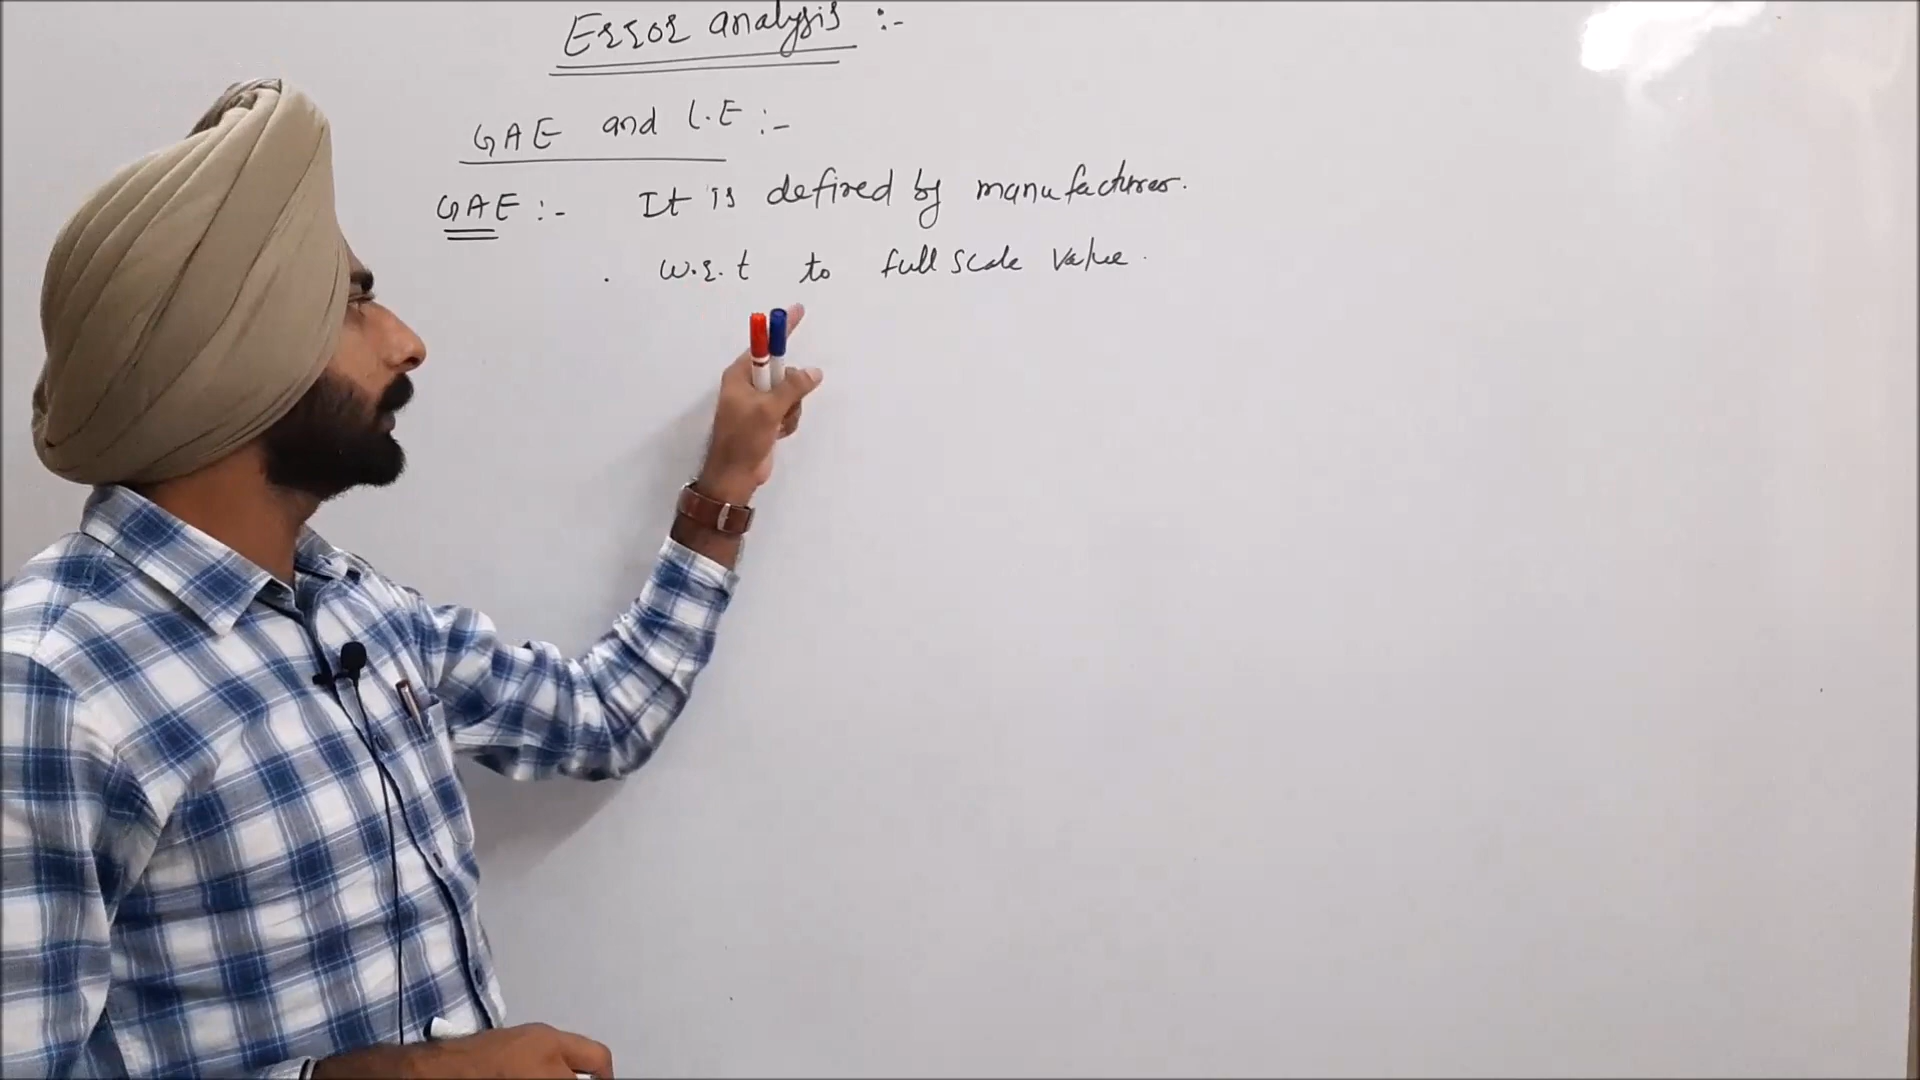 Error analysis :-
GAE and L.E :-
GAE :- It is defined by manufacturer.
. w.r.t to full scale value.